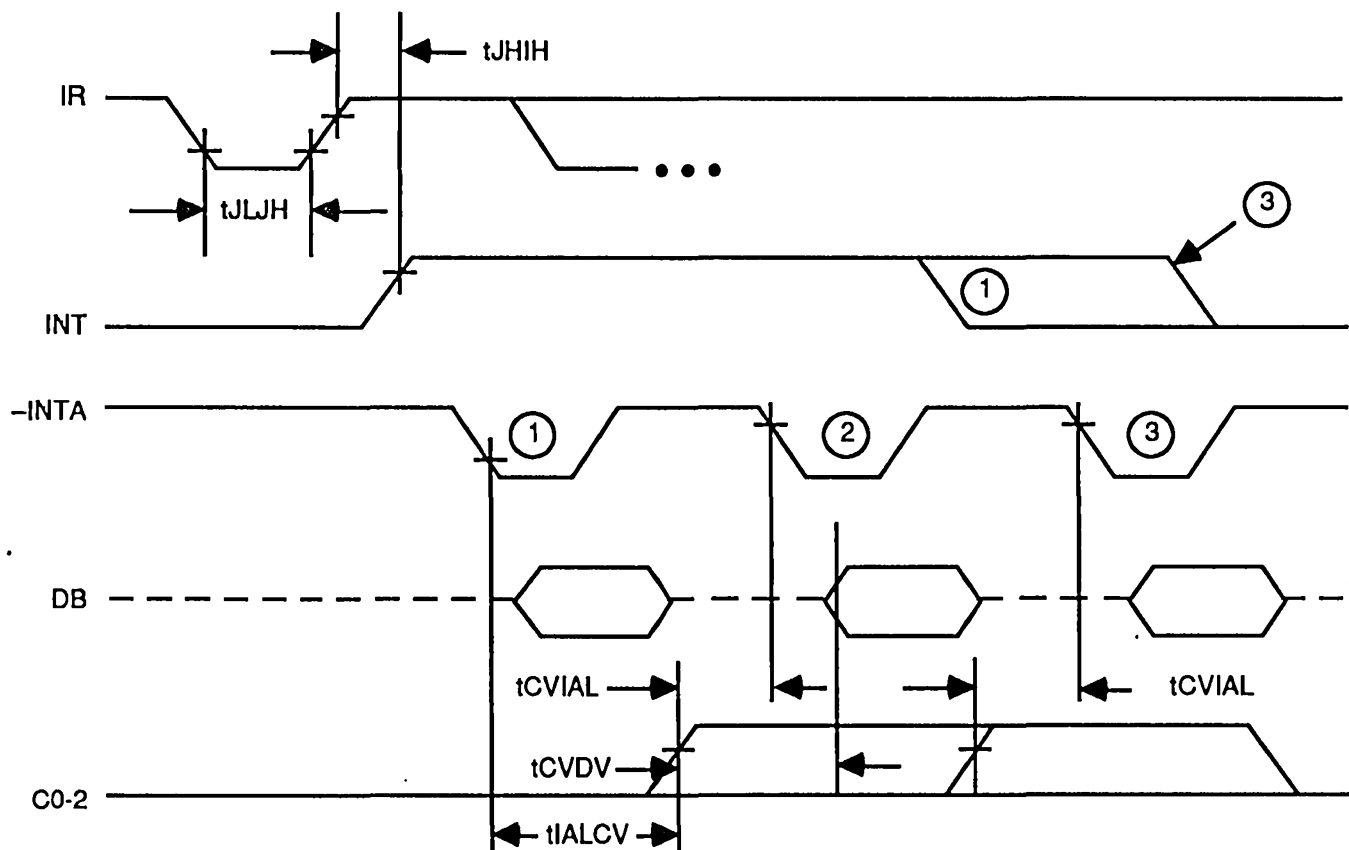 tJHIH
IR
tJLJH
3
1
INT
–INTA
1
2
3
DB
tCVIAL
tCVIAL
tCVDV
C0-2
tIALCV